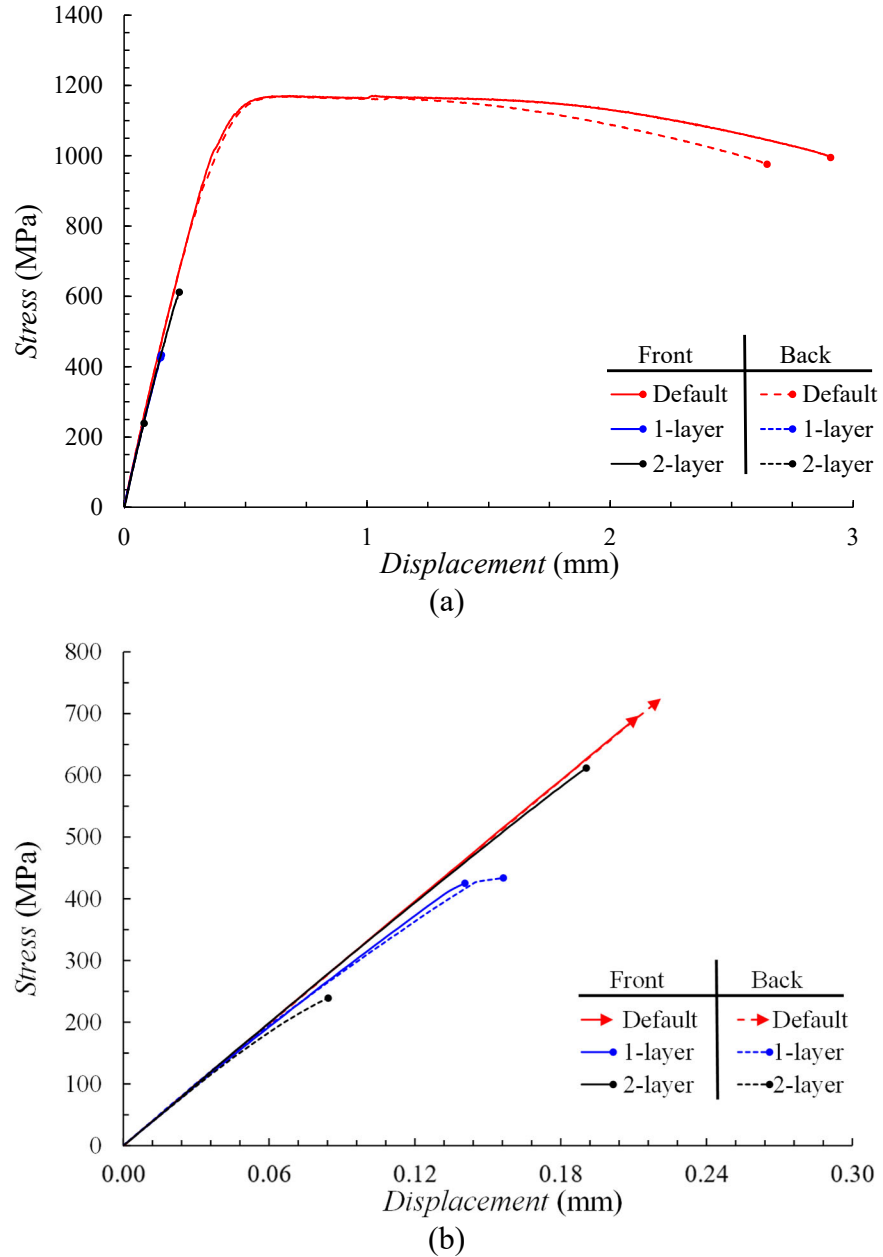 1400
1200
1000
800
600
400
200
0
Stress (MPa)
Front Back
Default Default
1-layer 1-layer
2-layer 2-layer
0 1 2 3
Displacement (mm)
(a)
800
700
600
500
400
300
200
100
0
Stress (MPa)
Front Back
Default Default
1-layer 1-layer
2-layer 2-layer
0.00 0.06 0.12 0.18 0.24 0.30
Displacement (mm)
(b)